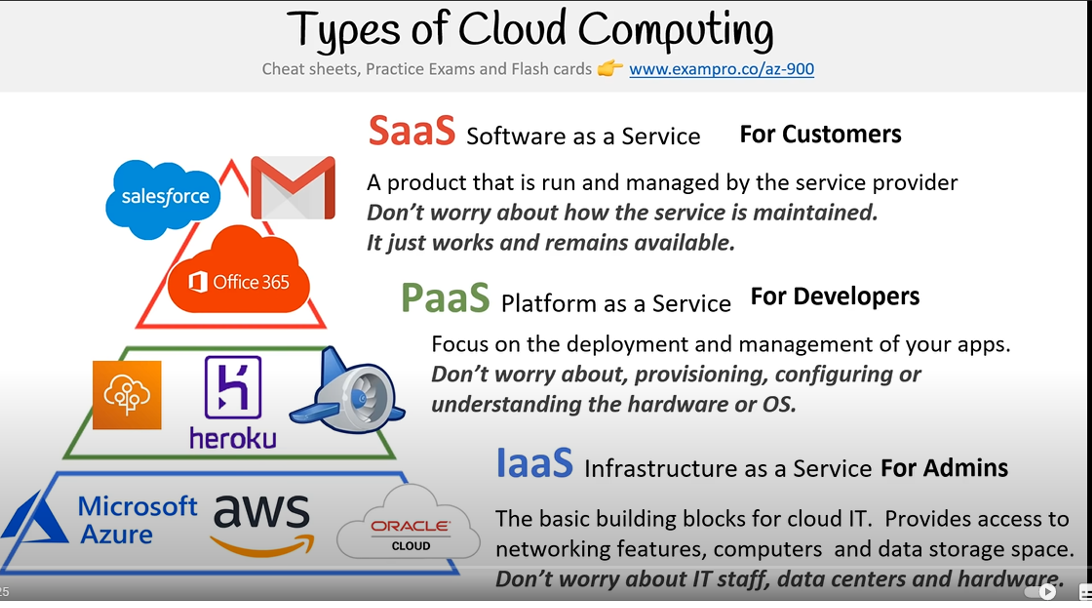 Types of Cloud Computing
Cheat sheets, Practice Exams and Flash cards 👉 www.exampro.co/az-900
SaaS Software as a Service For Customers
salesforce
A product that is run and managed by the service provider
Don't worry about how the service is maintained.
It just works and remains available.
Office 365
PaaS Platform as a Service For Developers
Focus on the deployment and management of your apps.
Don't worry about, provisioning, configuring or
understanding the hardware or OS.
heroku
IaaS Infrastructure as a Service For Admins
Microsoft
Azure
aws
ORACLE
CLOUD
The basic building blocks for cloud IT. Provides access to
networking features, computers and data storage space.
Don't worry about IT staff, data centers and hardware.
25